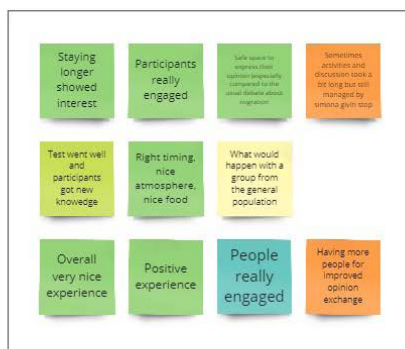 Staying
longer
showed
interest
Participants
really
engaged
Safe space to
express their
opinion (especially
compared to the
usual debate about
migration
Sometimes
activities and
discussion took a
bit long but still
managed by
simona givin stop
Test went well
and
participants
got new
knowedge
Right timing,
nice
atmosphere,
nice food
What would
happen with a
group from
the general
population
Overall
very nice
experience
Positive
experience
People
really
engaged
Having more
people for
improved
opinion
exchange